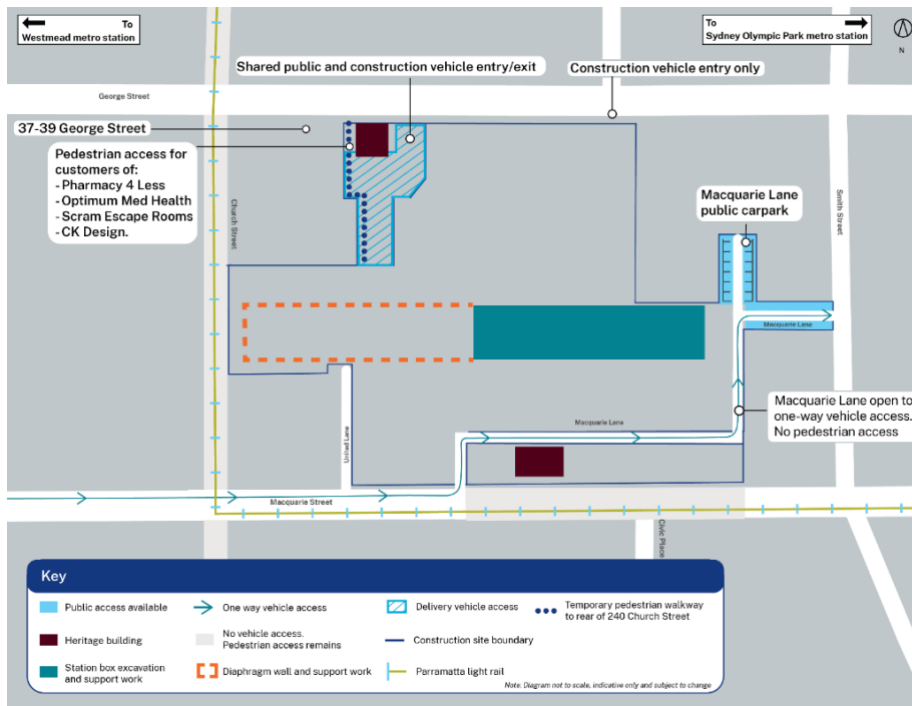 To
Westmead metro station
To
Sydney Olympic Park metro station
N
Shared public and construction vehicle entry/exit
Construction vehicle entry only
George Street
37-39 George Street
Pedestrian access for
customers of:
- Pharmacy 4 Less
- Optimum Med Health
- Scram Escape Rooms
- CK Design.
Macquarie Lane
public carpark
Church Street
Smith Street
Macquarie Lane
Macquarie Lane open to
one-way vehicle access.
No pedestrian access
Macquarie Lane
United Lane
Macquarie Street
Civic Place
Key
Public access available
One way vehicle access
Delivery vehicle access
Temporary pedestrian walkway
to rear of 240 Church Street
Heritage building
No vehicle access.
Pedestrian access remains
Construction site boundary
Station box excavation
and support work
Diaphragm wall and support work
Parramatta light rail
Note: Diagram not to scale, indicative only and subject to change